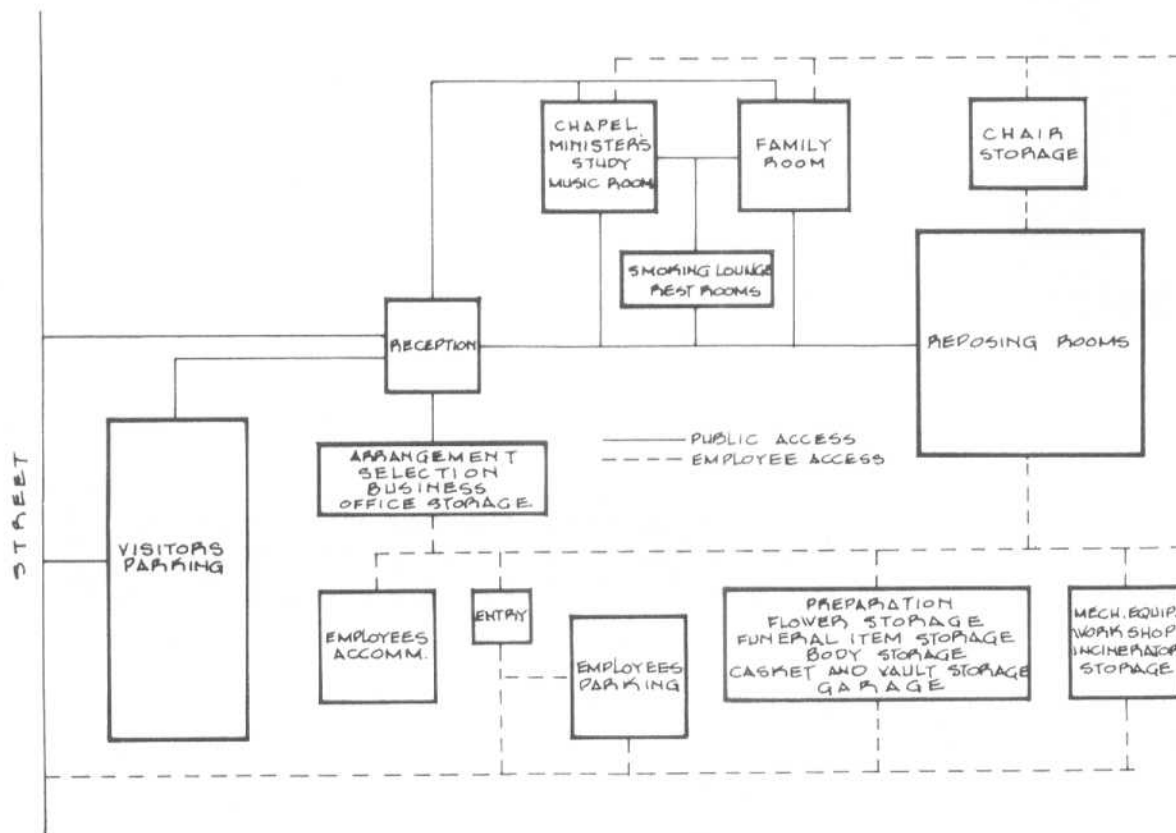 CHAPEL
MINISTER'S
STUDY
MUSIC ROOM
FAMILY
ROOM
CHAIR
STORAGE
SMOKING LOUNGE
REST ROOMS
RECEPTION
REPOSING ROOMS
PUBLIC ACCESS
EMPLOYEE ACCESS
ARRANGEMENT
SELECTION
BUSINESS
OFFICE STORAGE
STREET
VISITORS
PARKING
EMPLOYEES
ACCOMM.
ENTRY
EMPLOYEES
PARKING
PREPARATION
FLOWER STORAGE
FUNERAL ITEM STORAGE
BODY STORAGE
CASKET AND VAULT STORAGE
GARAGE
MECH. EQUIP.
WORK SHOP
INCINERATOR
STORAGE